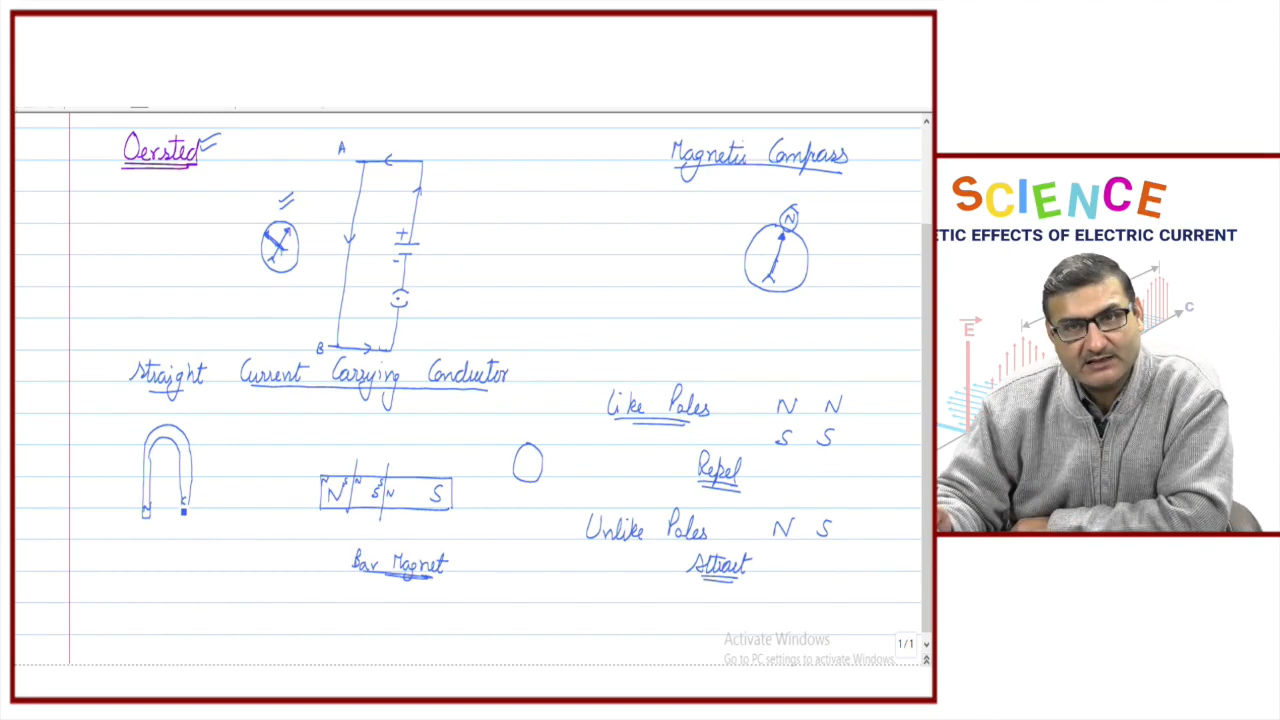 Oersted
A
Magnetic Compass
N
+
-
B
Straight Current Carrying Conductor
Like Poles N N
S S
Repel
N S N S S N S
Unlike Poles N S
Attract
Bar Magnet
Activate Windows
Go to PC settings to activate Windows.
1/1
SCIENCE
ETIC EFFECTS OF ELECTRIC CURRENT
E
C